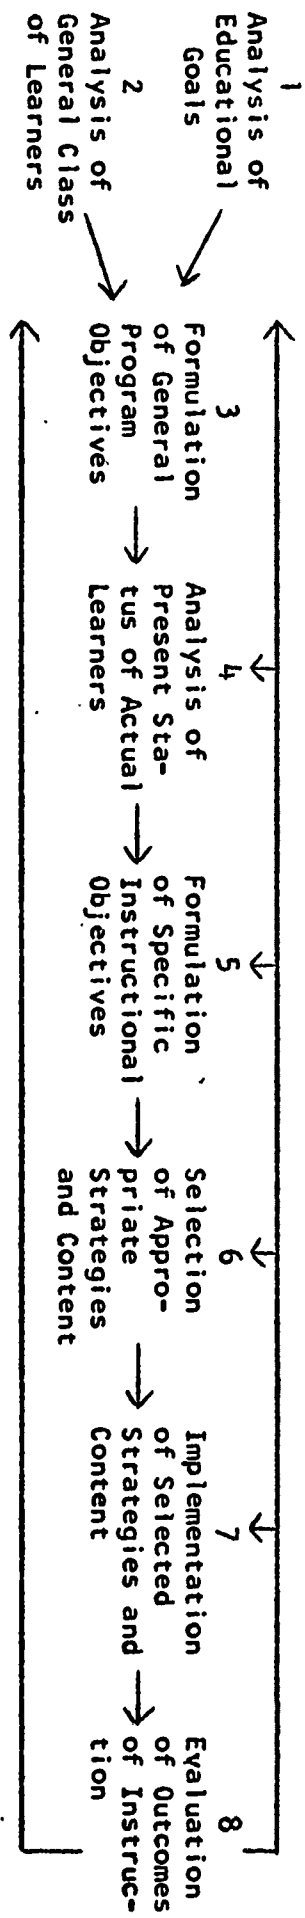 1
Analysis of
Educational
Goals
2
Analysis of
General Class
of Learners
3
Formulation
of General
Program
Objectives
4
Analysis of
Present Sta-
tus of Actual
Learners
5
Formulation
of Specific
Instructional
Objectives
6
Selection
of Appro-
priate
Strategies
and Content
7
Implementation
of Selected
Strategies and
Content
8
Evaluation
of Outcomes
of Instruc-
tion